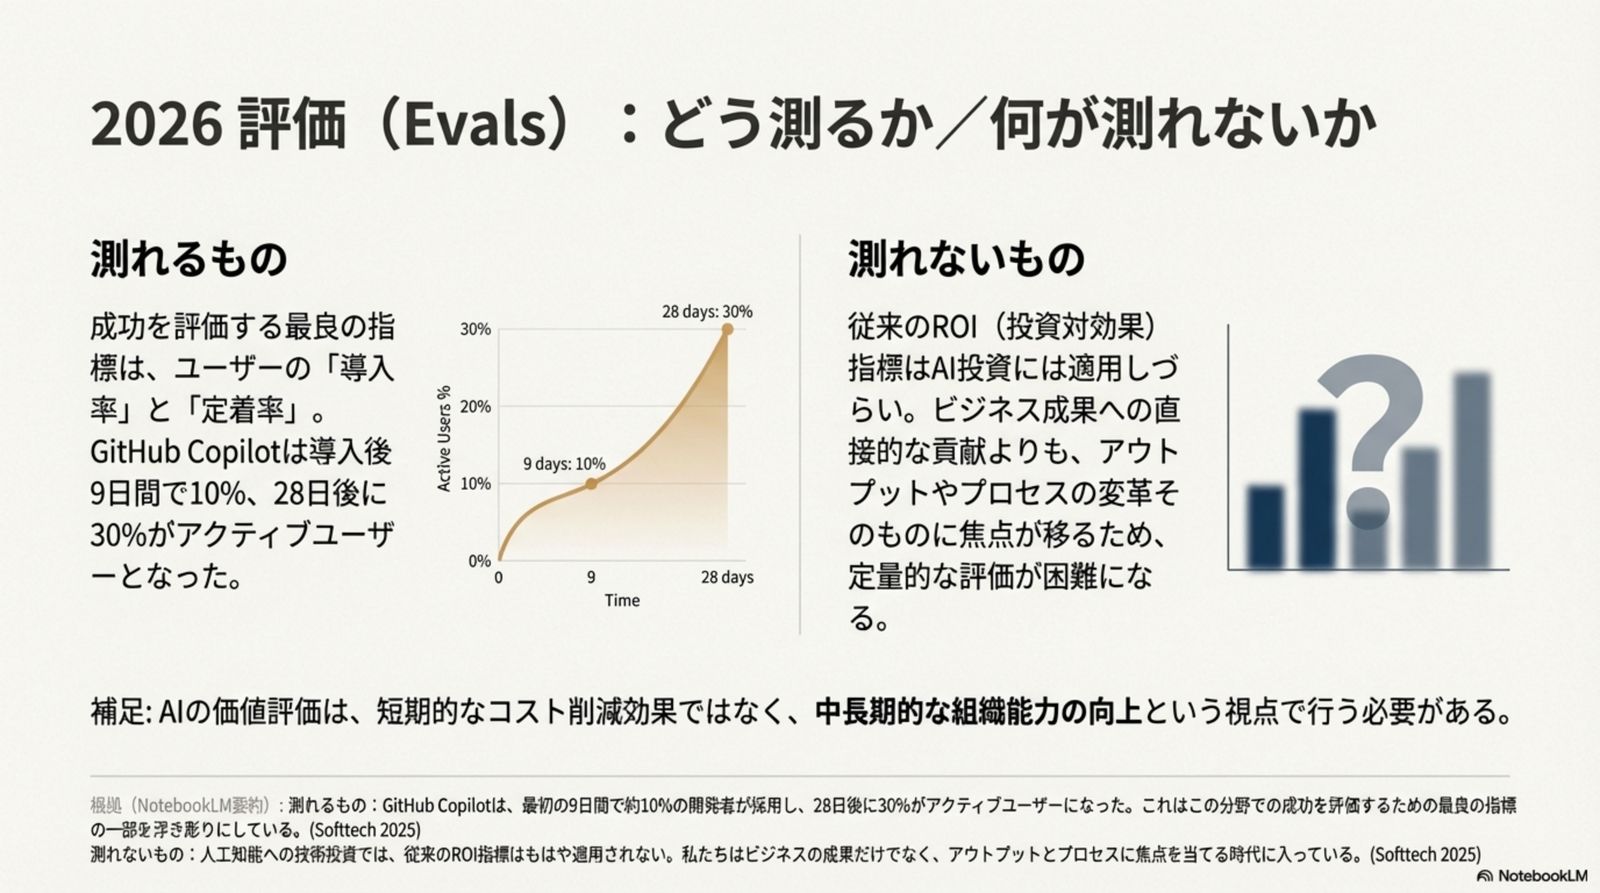 2026 評価（Evals）：どう測るか／何が測れないか
測れるもの
成功を評価する最良の指
標は、ユーザーの「導入
率」と「定着率」。
GitHub Copilotは導入後
9日間で10%、28日後に
30%がアクティブユーザ
ーとなった。
28 days: 30%
30%
20%
9 days: 10%
10%
0%
Active Users %
0
9
28 days
Time
測れないもの
従来のROI（投資対効果）
指標はAI投資には適用しづ
らい。ビジネス成果への直
接的な貢献よりも、アウト
プットやプロセスの変革そ
のものに焦点が移るため、
定量的な評価が困難にな
る。
?
補足: AIの価値評価は、短期的なコスト削減効果ではなく、中長期的な組織能力の向上という視点で行う必要がある。
根拠（NotebookLM要約）: 測れるもの：GitHub Copilotは、最初の9日間で約10%の開発者が採用し、28日後に30%がアクティブユーザーになった。これはこの分野での成功を評価するための最良の指標
の一部を浮き彫りにしている。(Softtech 2025)
測れないもの：人工知能への技術投資では、従来のROI指標はもはや適用されない。私たちはビジネスの成果だけでなく、アウトプットとプロセスに焦点を当てる時代に入っている。(Softtech 2025)
NotebookLM